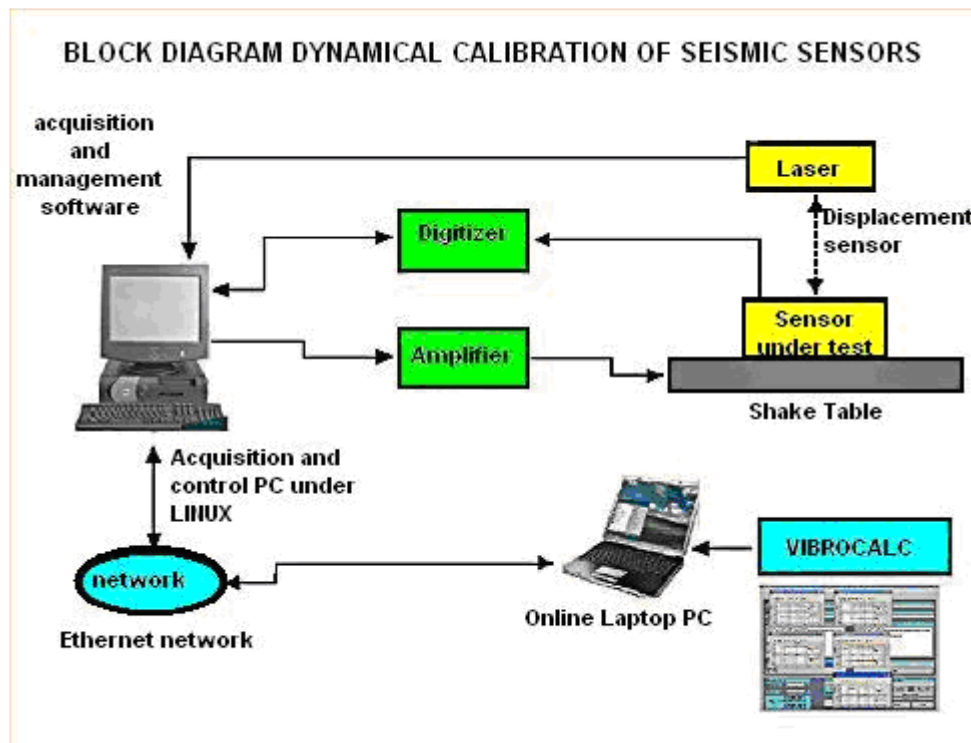 BLOCK DIAGRAM DYNAMICAL CALIBRATION OF SEISMIC SENSORS
acquisition
and
management
software
Laser
Displacement
sensor
Digitizer
Sensor
under test
Amplifier
Shake Table
Acquisition and
control PC under
LINUX
network
Ethernet network
Online Laptop PC
VIBROCALC